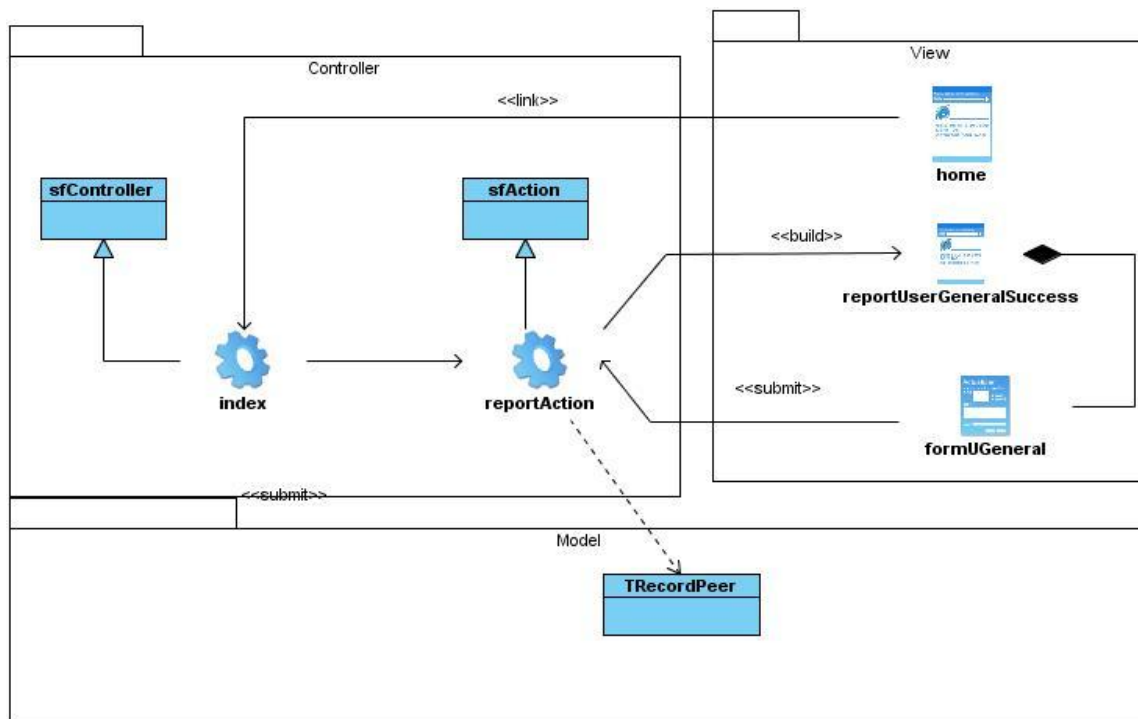 View
Controller
<<link>>
home
sfController
sfAction
<<build>>
reportUserGeneralSuccess
<<submit>>
index
reportAction
formUGeneral
<<submit>>
Model
TRecordPeer